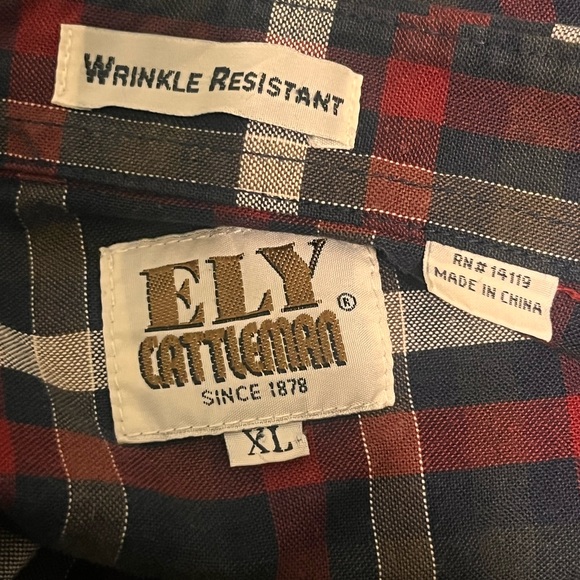 WRINKLE RESISTANT
ELY
CATTLEMAN
®
SINCE 1878
XL
RN# 14119
MADE IN CHINA